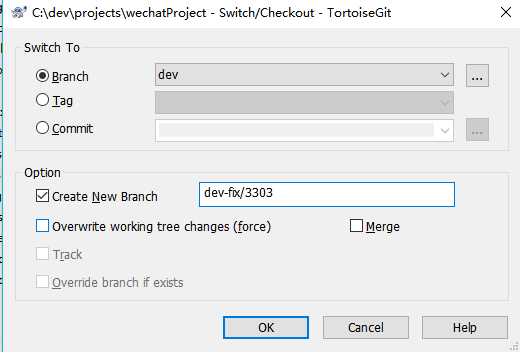 C:\dev\projects\wechatProject - Switch/Checkout - TortoiseGit
Switch To
Branch
dev
...
Tag
Commit
...
Option
Create New Branch
dev-fix/3303
Overwrite working tree changes (force)
Merge
Track
Override branch if exists
OK
Cancel
Help